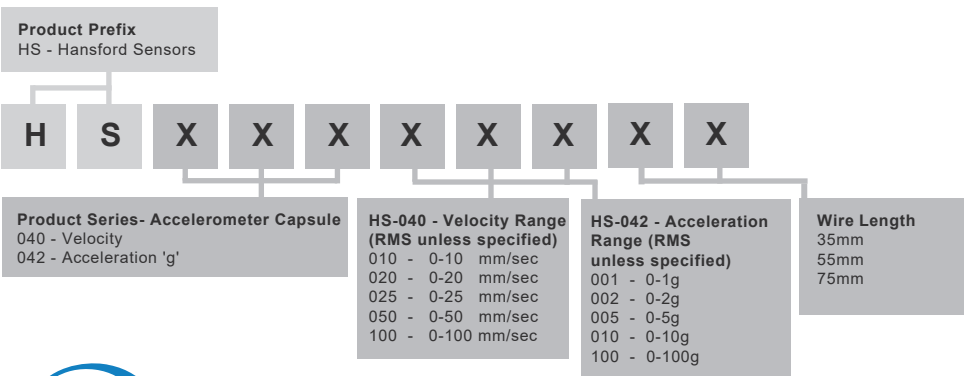 Product Prefix
HS - Hansford Sensors
H S X X X X X X X X
Product Series- Accelerometer Capsule
040 - Velocity
042 - Acceleration 'g'
HS-040 - Velocity Range
(RMS unless specified)
010 - 0-10 mm/sec
020 - 0-20 mm/sec
025 - 0-25 mm/sec
050 - 0-50 mm/sec
100 - 0-100 mm/sec
HS-042 - Acceleration
Range (RMS
unless specified)
001 - 0-1g
002 - 0-2g
005 - 0-5g
010 - 0-10g
100 - 0-100g
Wire Length
35mm
55mm
75mm